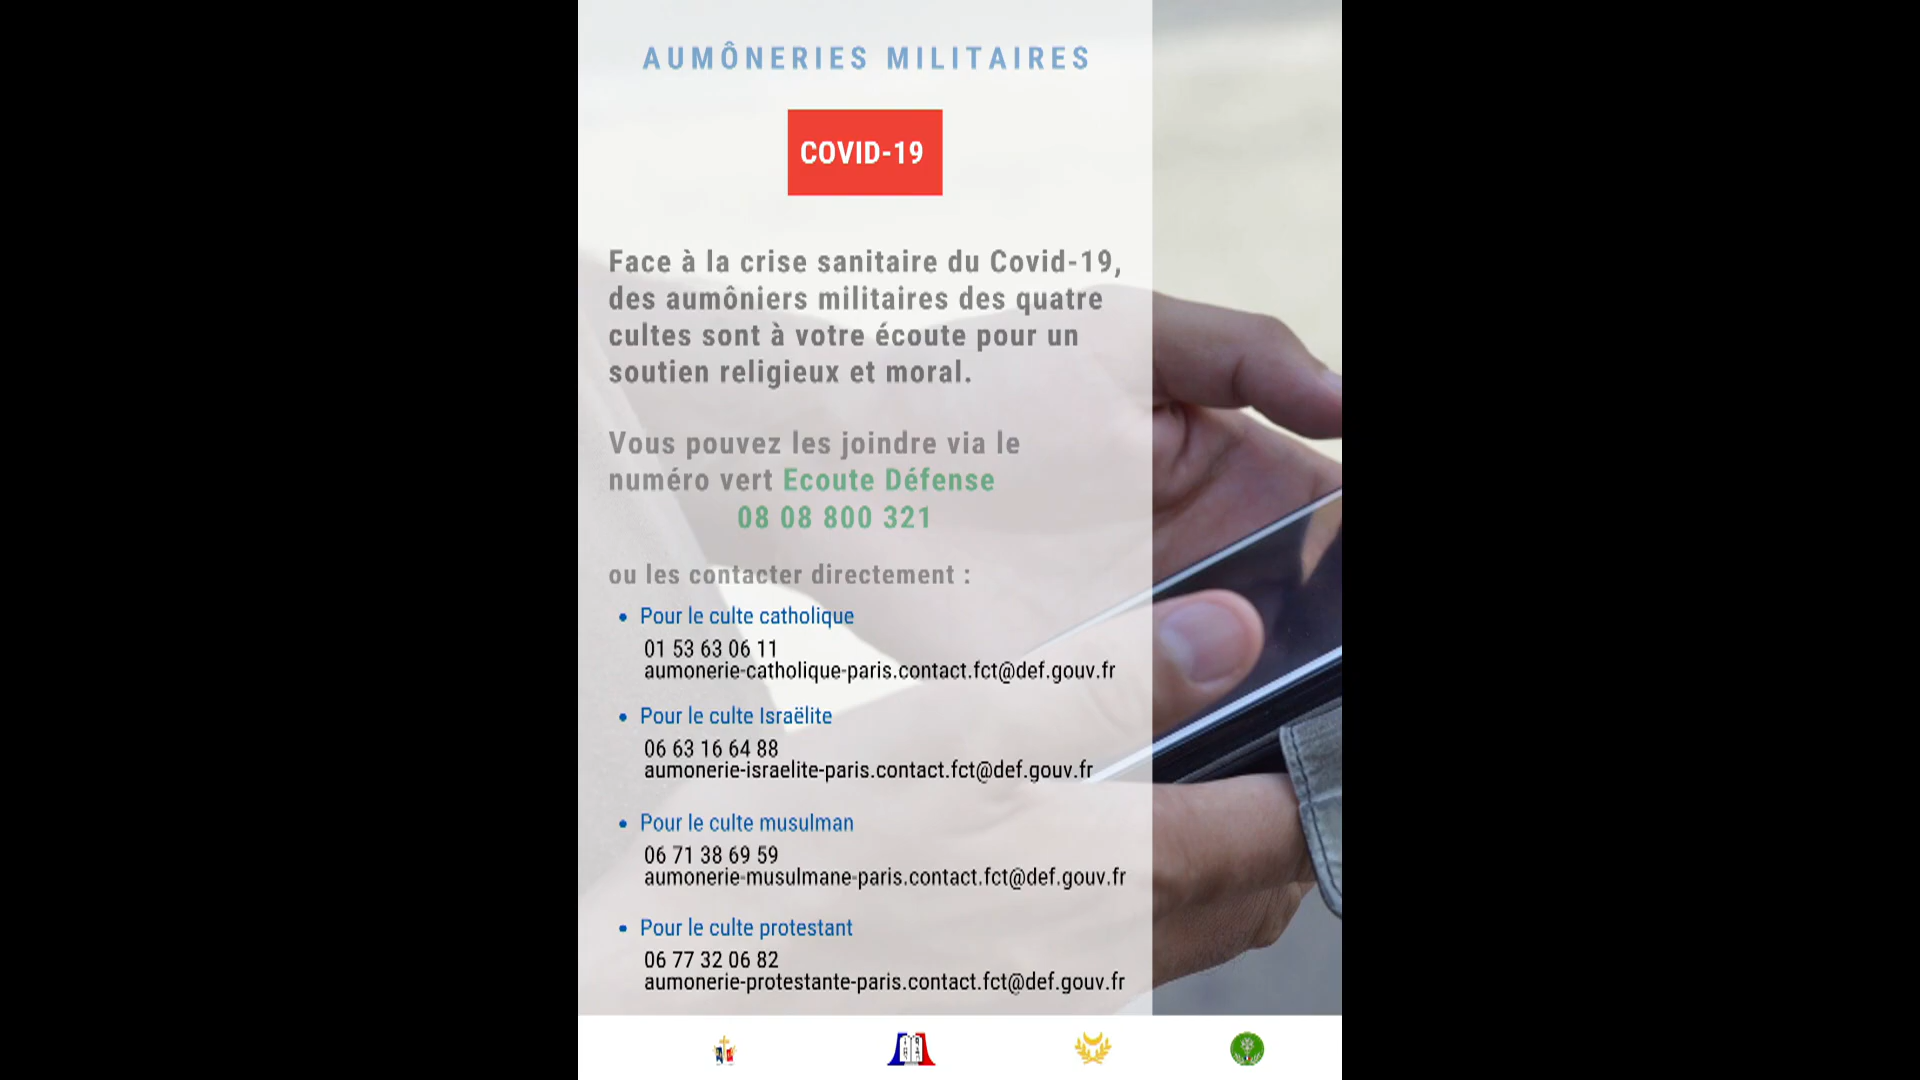 AUMÔNERIES MILITAIRES
COVID-19
Face à la crise sanitaire du Covid-19,
des aumôniers militaires des quatre
cultes sont à votre écoute pour un
soutien religieux et moral.
Vous pouvez les joindre via le
numéro vert Ecoute Défense
08 08 800 321
ou les contacter directement :
• Pour le culte catholique
01 53 63 06 11
aumonerie-catholique-paris.contact.fct@def.gouv.fr
• Pour le culte Israëlite
06 63 16 64 88
aumonerie-israelite-paris.contact.fct@def.gouv.fr
• Pour le culte musulman
06 71 38 69 59
aumonerie-musulmane-paris.contact.fct@def.gouv.fr
• Pour le culte protestant
06 77 32 06 82
aumonerie-protestante-paris.contact.fct@def.gouv.fr